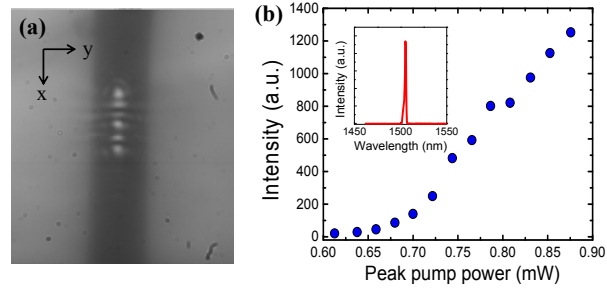 (a)
y
x
(b)
Intensity (a.u.)
1400
1200
1000
800
600
400
200
0
0.60 0.65 0.70 0.75 0.80 0.85 0.90
Peak pump power (mW)
Intensity (a.u.)
1450 1500 1550
Wavelength (nm)